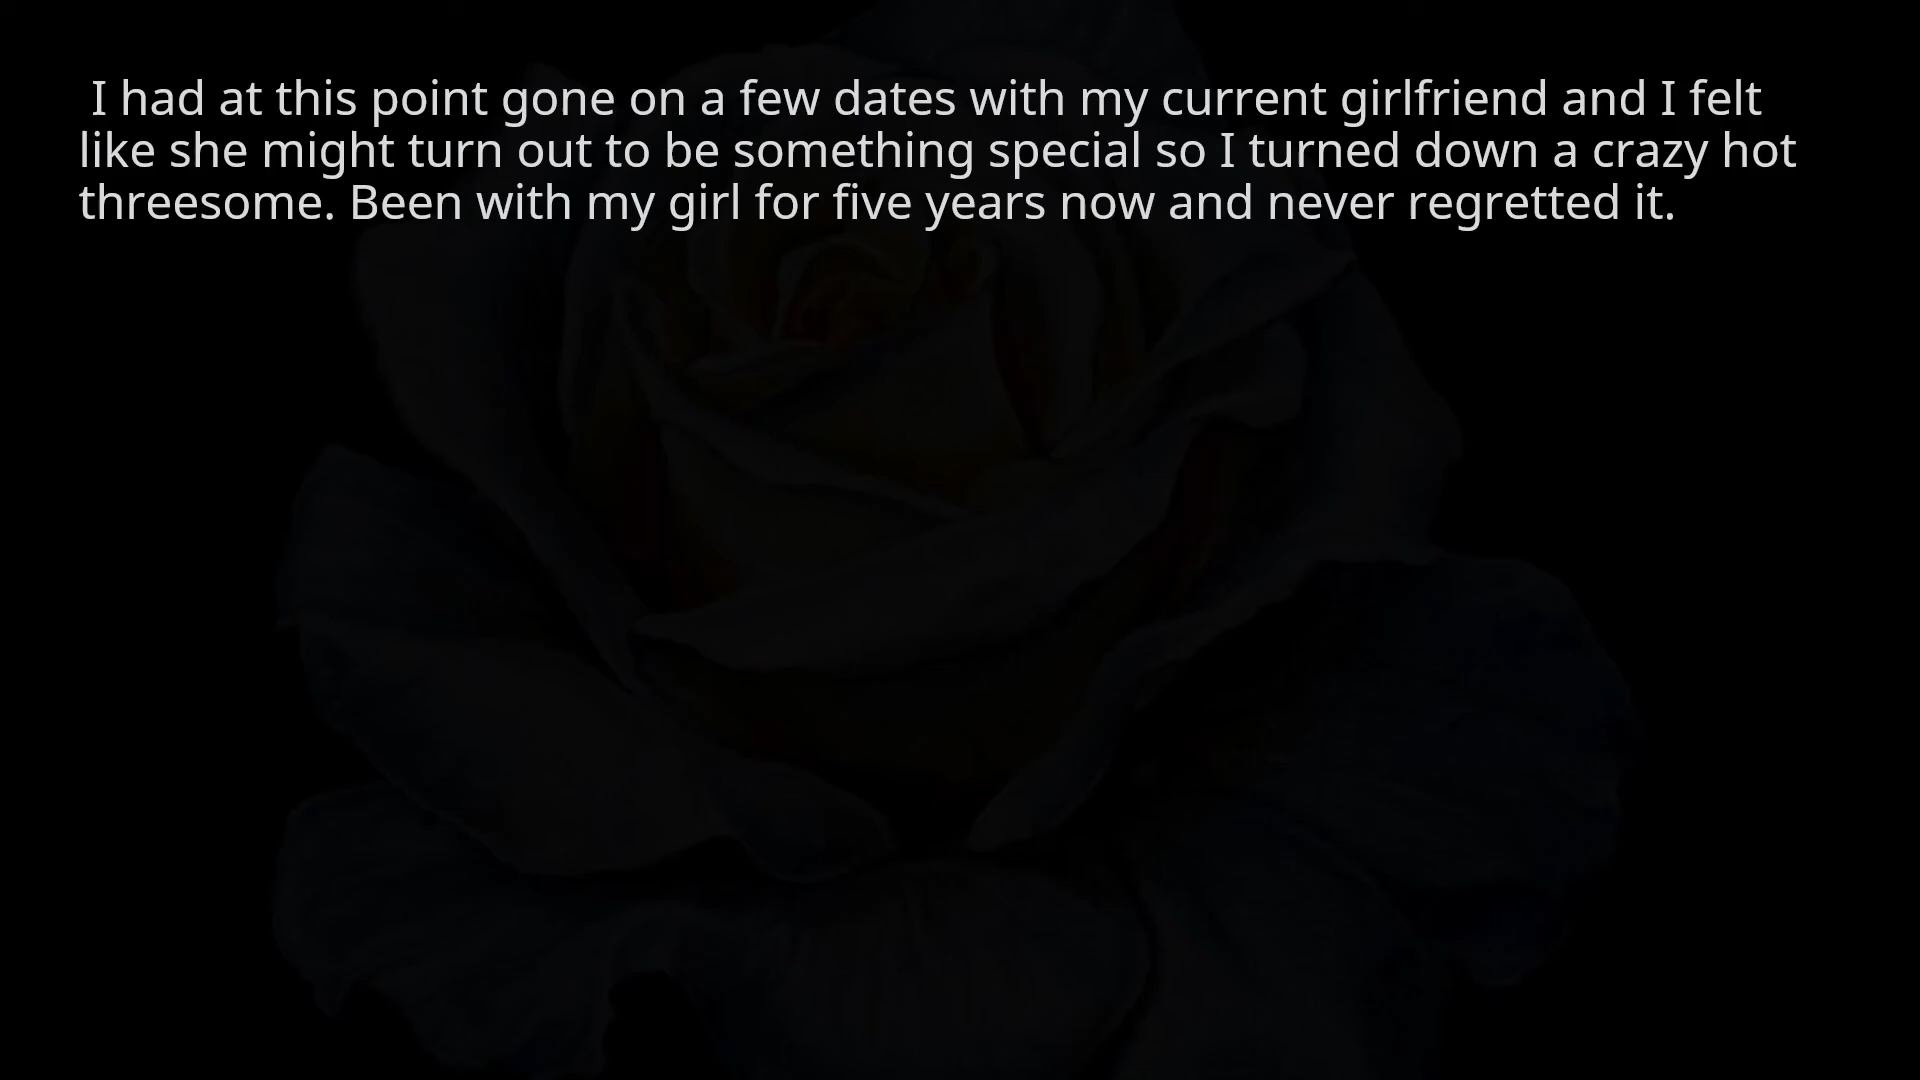 I had at this point gone on a few dates with my current girlfriend and I felt
like she might turn out to be something special so I turned down a crazy hot
threesome. Been with my girl for five years now and never regretted it.